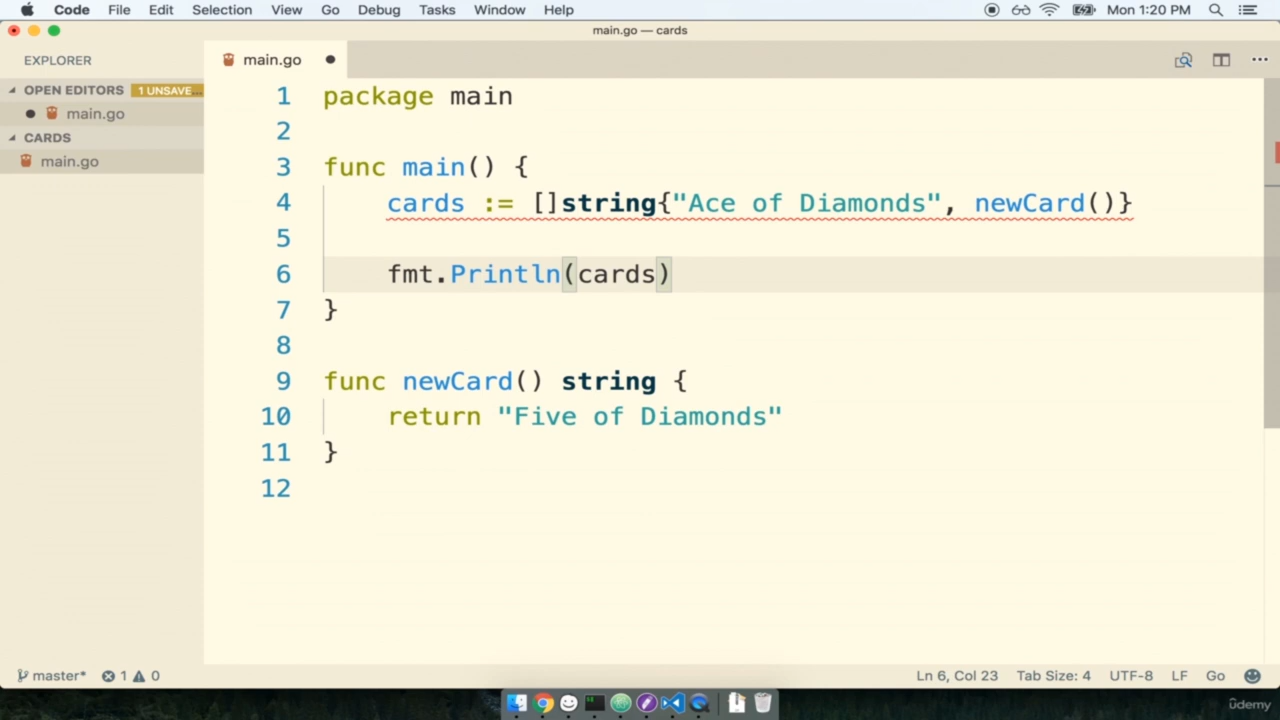 Code File Edit Selection View Go Debug Tasks Window Help Mon 1:20 PM
main.go — cards
EXPLORER main.go
OPEN EDITORS 1 UNSAVE...
main.go
CARDS
main.go
1 package main
2
3 func main() {
4 cards := []string{"Ace of Diamonds", newCard()}
5
6 fmt.Println(cards)
7 }
8
9 func newCard() string {
10 return "Five of Diamonds"
11 }
12
master* 1 0 Ln 6, Col 23 Tab Size: 4 UTF-8 LF Go
udemy